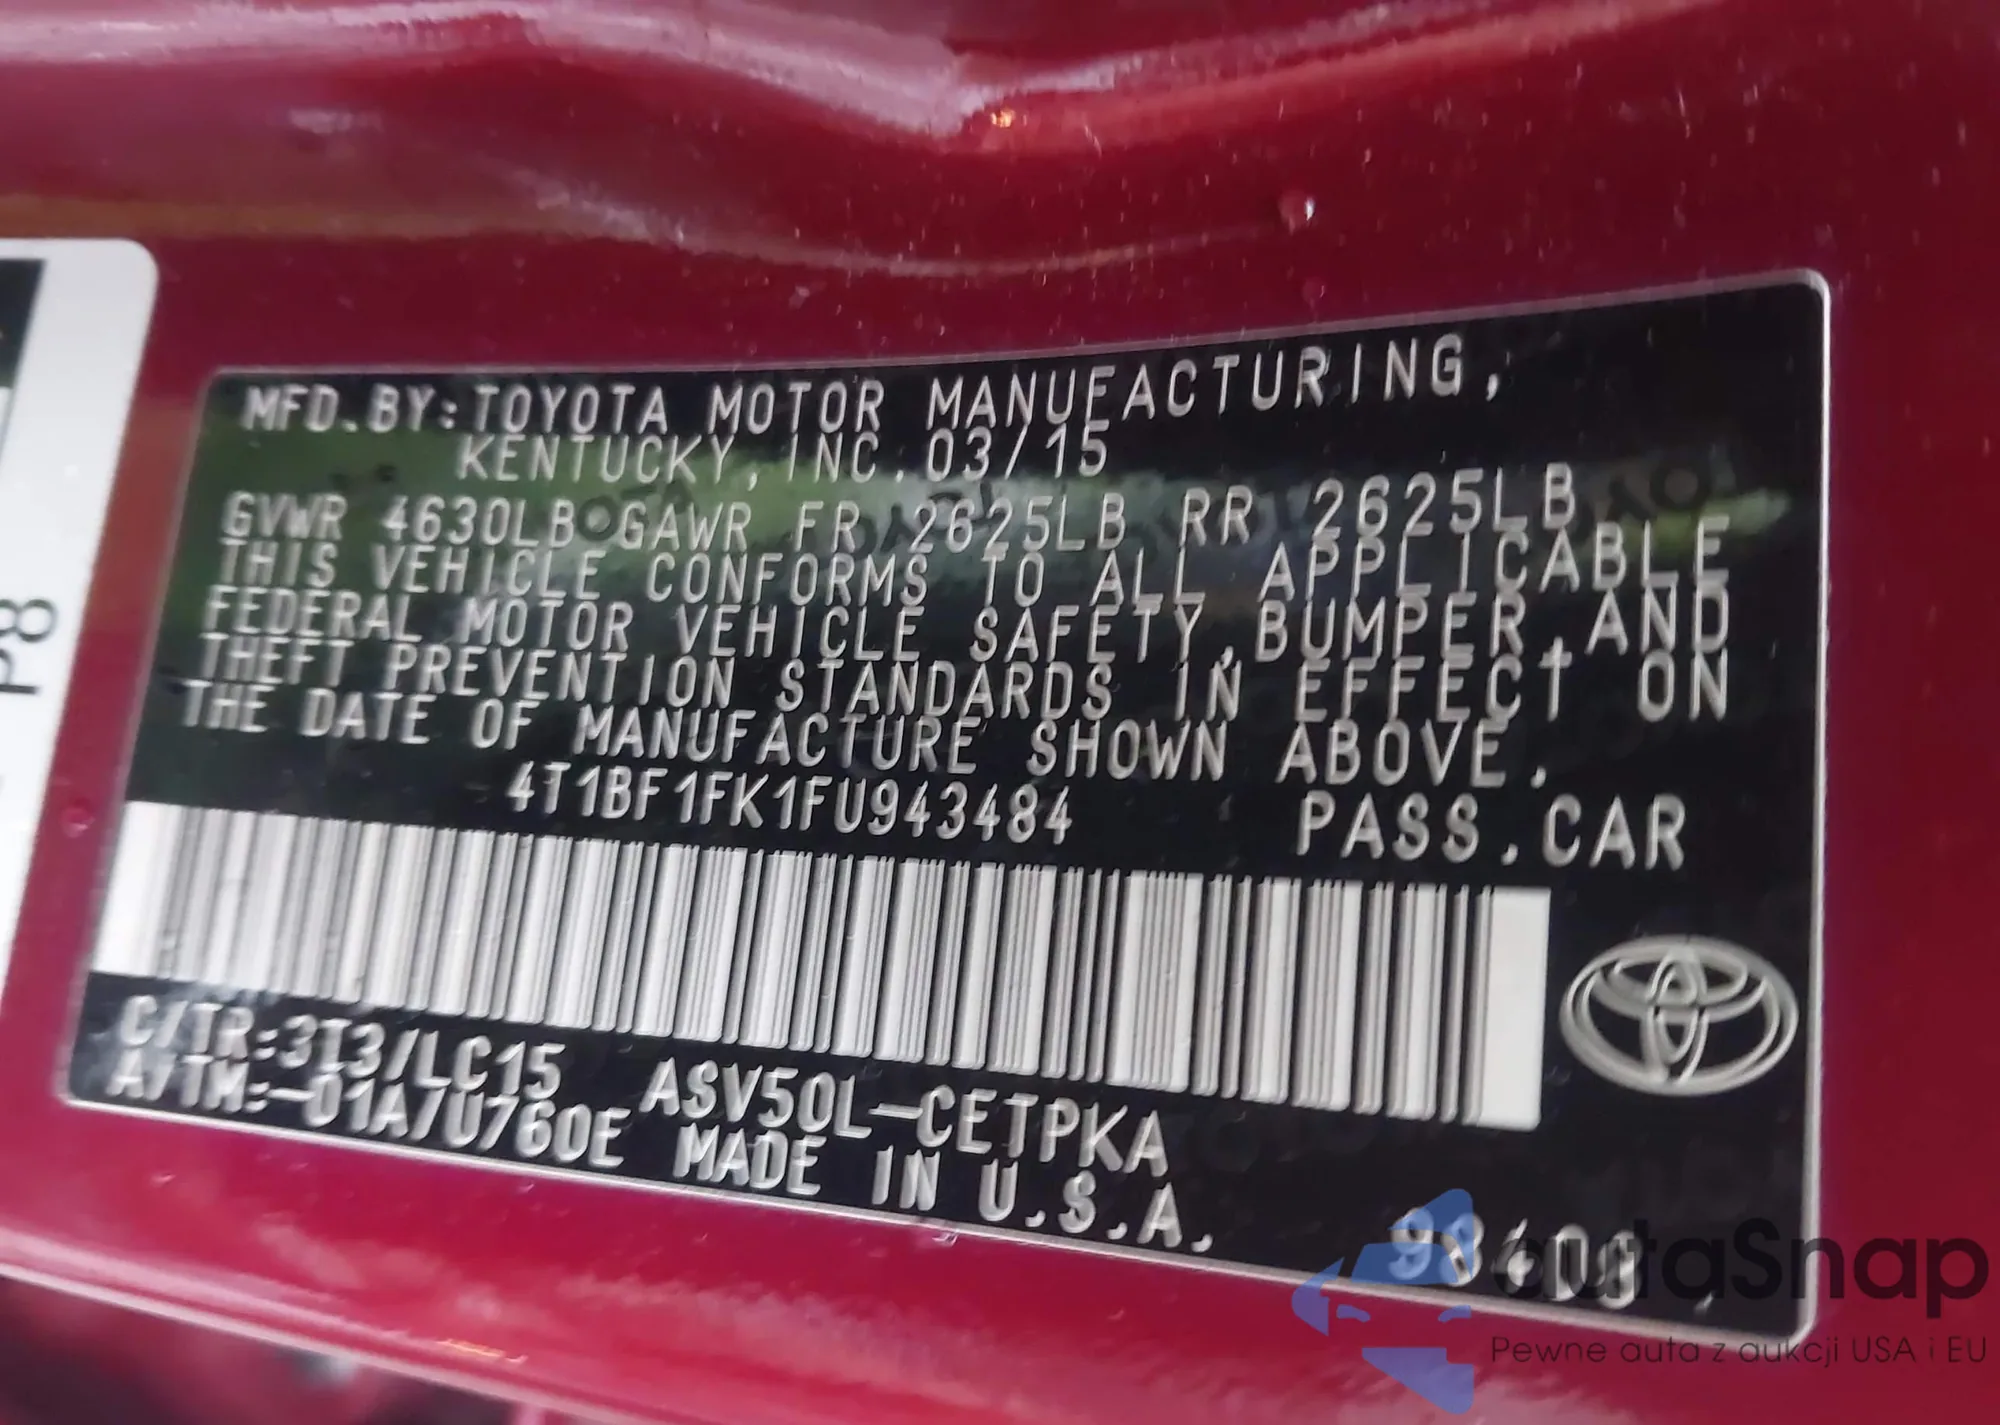 MFD.BY:TOYOTA MOTOR MANUFACTURING,
KENTUCKY, INC. 03/15
GVWR 4630LB GAWR FR 2625LB RR 2625LB
THIS VEHICLE CONFORMS TO ALL APPLICABLE
FEDERAL MOTOR VEHICLE SAFETY,BUMPER,AND
THEFT PREVENTION STANDARDS IN EFFECT ON
THE DATE OF MANUFACTURE SHOWN ABOVE.
4T1BF1FK1FU943484 PASS.CAR
C/TR:3T3/LC15 ASV50L-CETPKA
A/TM:-01A/U760E MADE IN U.S.A.
P8
autoSnap
Pewne auta z aukcji USA i EU